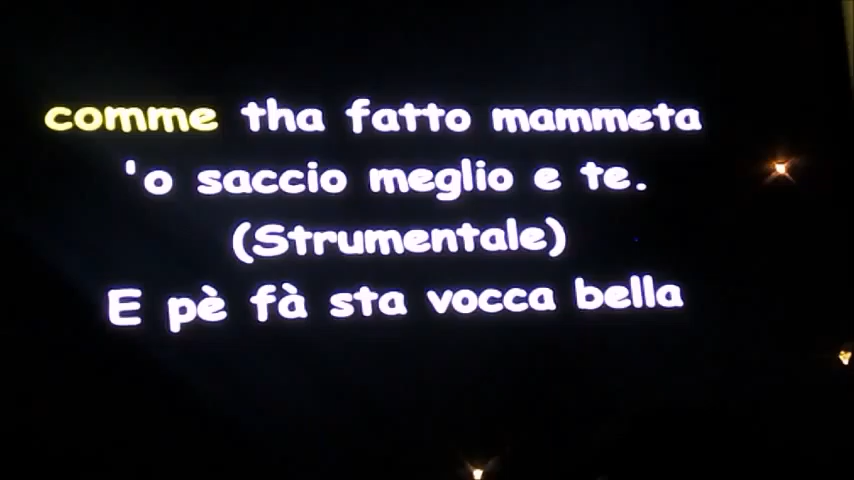 comme tha fatto mammeta
'o saccio meglio e te.
(Strumentale)
E pè fà sta vocca bella